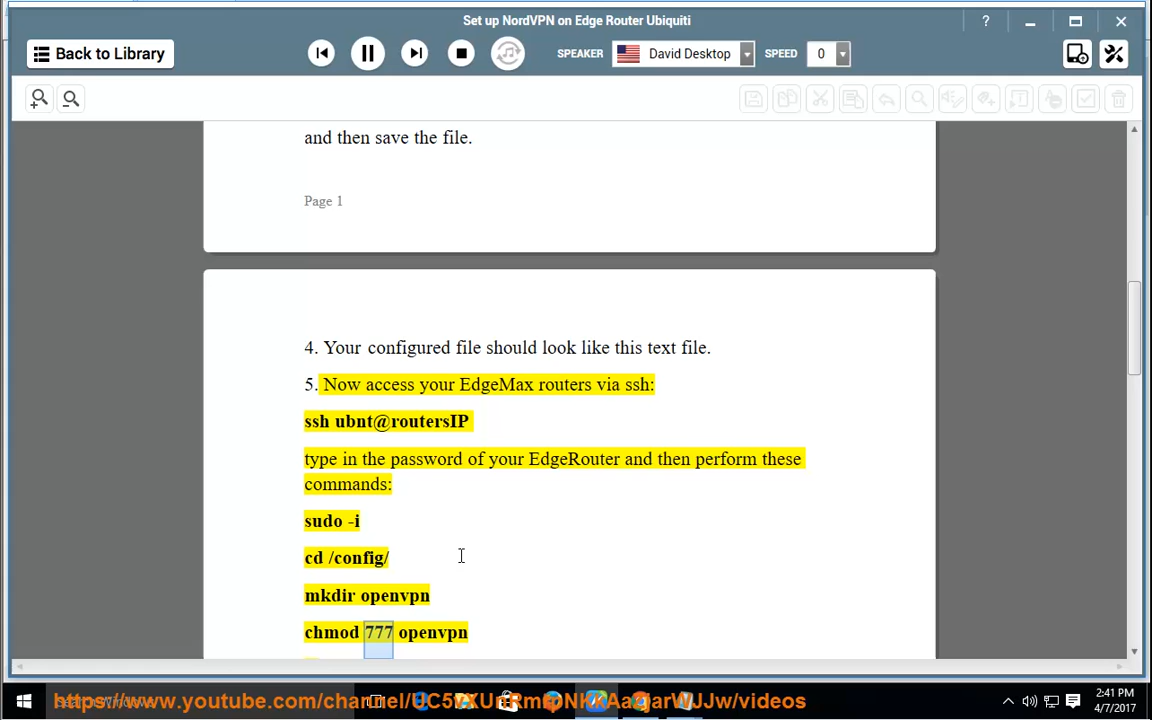 Set up NordVPN on Edge Router Ubiquiti
?
Back to Library
SPEAKER
David Desktop
SPEED
0
and then save the file.
Page 1
4. Your configured file should look like this text file.
5. Now access your EdgeMax routers via ssh:
ssh ubnt@routersIP
type in the password of your EdgeRouter and then perform these
commands:
sudo -i
cd /config/
mkdir openvpn
chmod 777 openvpn
2:41 PM
4/7/2017